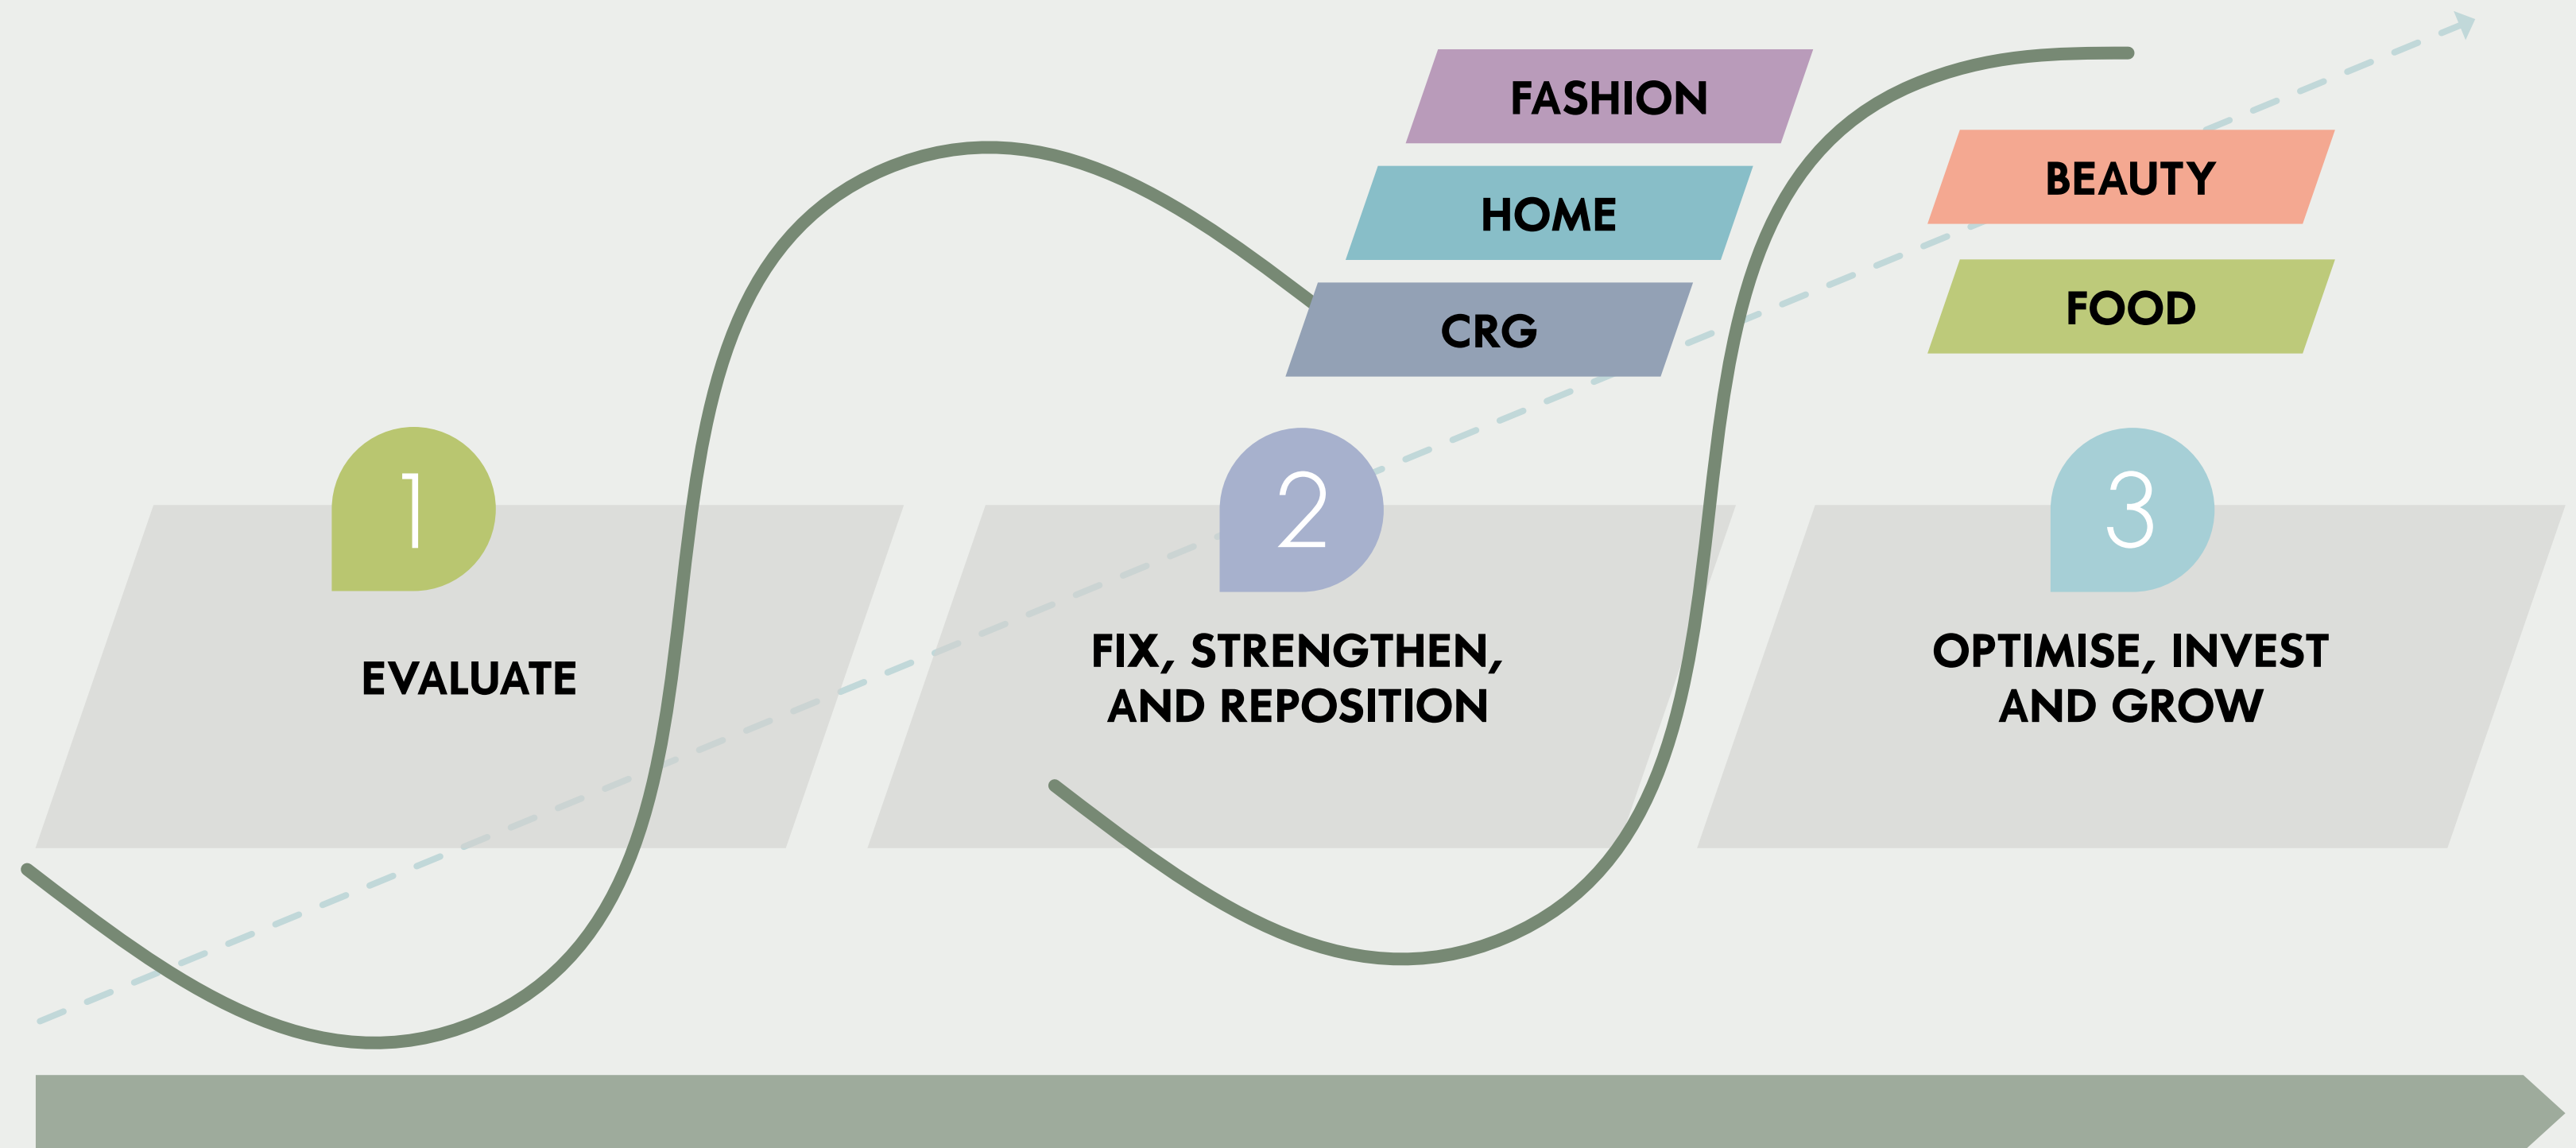 FASHION
HOME
CRG
BEAUTY
FOOD
1
EVALUATE
2
FIX, STRENGTHEN,
AND REPOSITION
3
OPTIMISE, INVEST
AND GROW